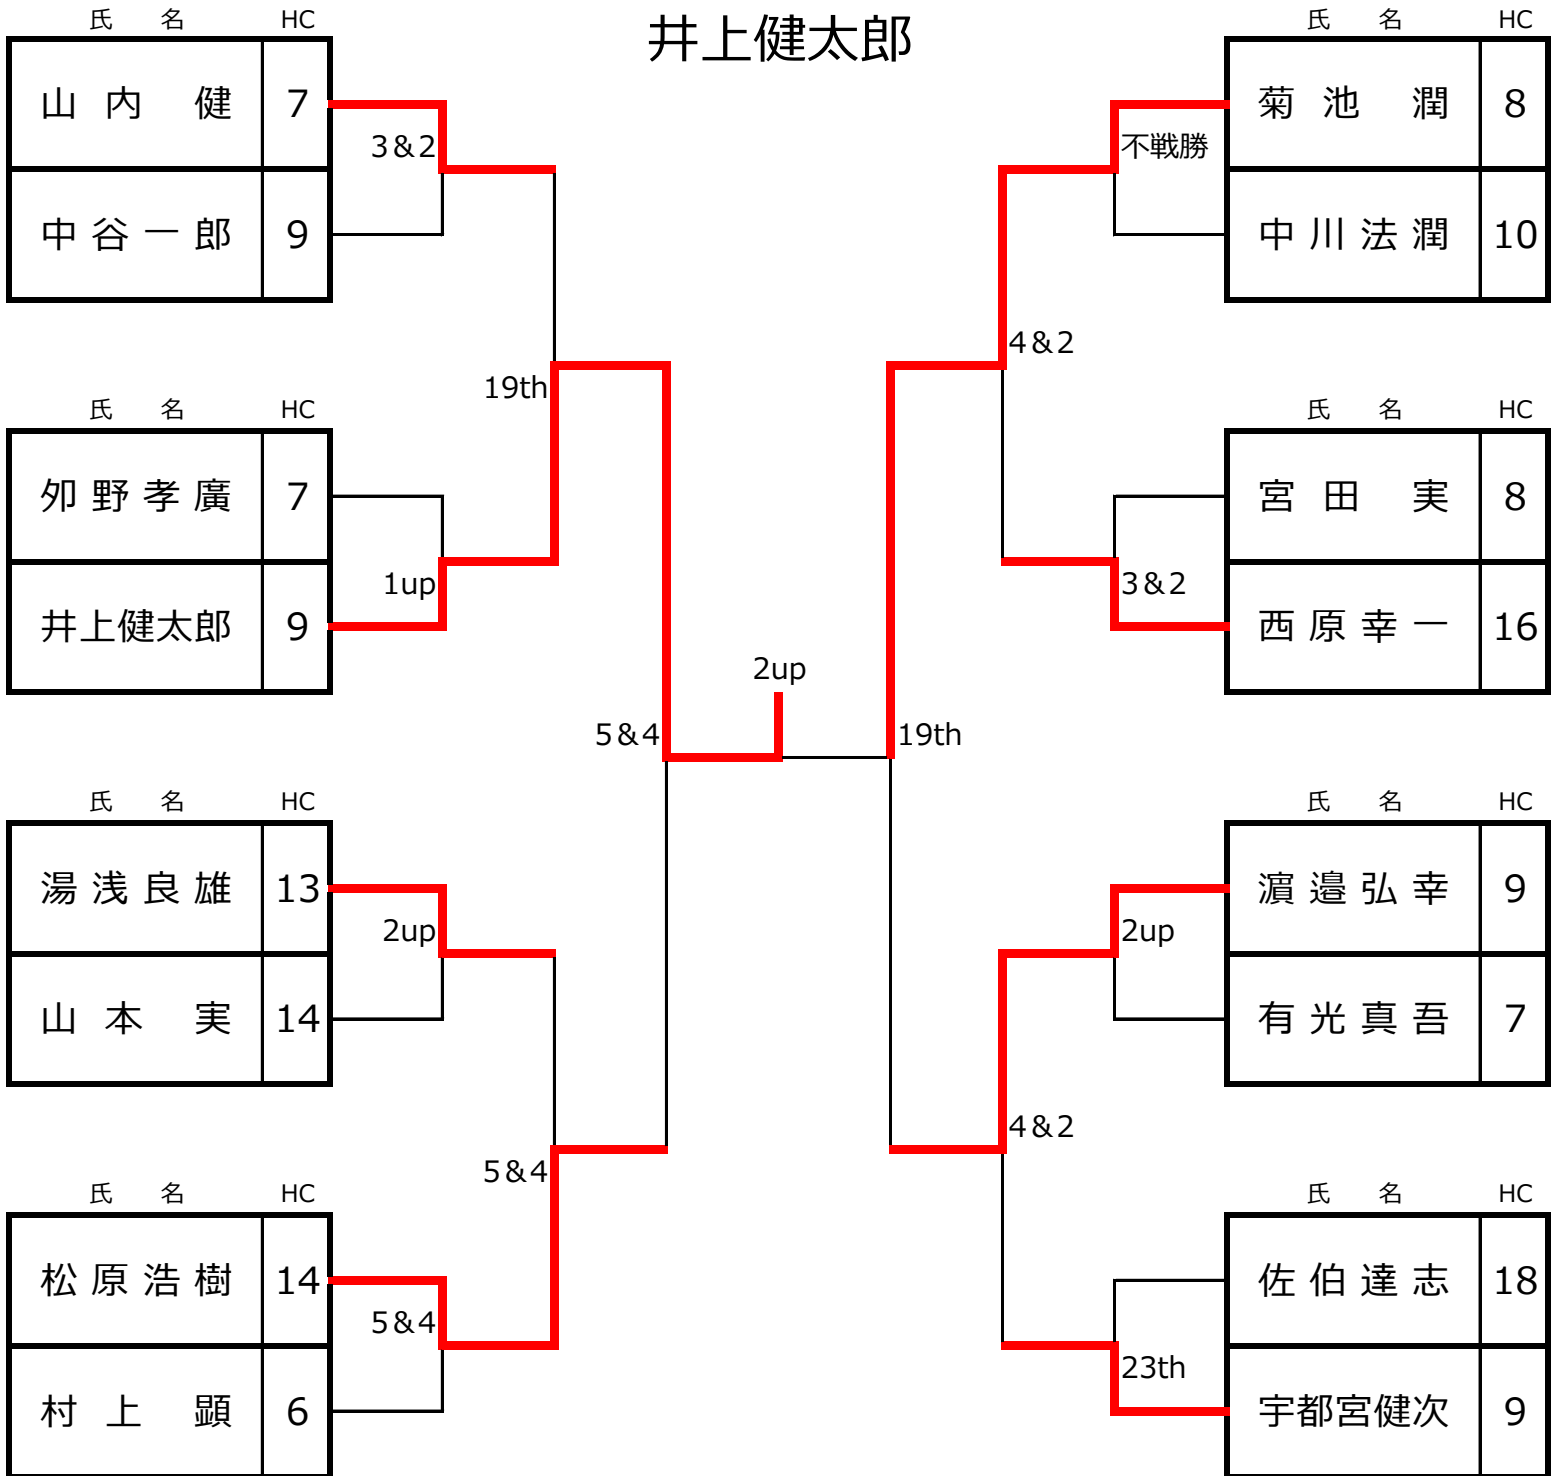 井上健太郎
氏 名 HC
山内 健 7
3&2
中谷一郎 9
氏 名 HC
夘野孝廣 7
1up
井上健太郎 9
19th
氏 名 HC
湯浅良雄 13
2up
山本 実 14
氏 名 HC
松原浩樹 14
5&4
村上 顕 6
5&4
5&4
2up
氏 名 HC
菊池 潤 8
不戦勝
中川法潤 10
4&2
氏 名 HC
宮田 実 8
3&2
西原幸一 16
19th
氏 名 HC
濵邉弘幸 9
2up
有光真吾 7
4&2
氏 名 HC
佐伯達志 18
23th
宇都宮健次 9